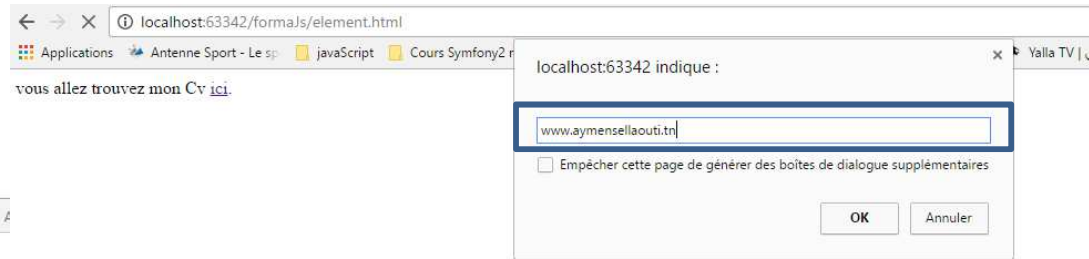 localhost:63342/formaJs/element.html
Applications Antenne Sport - Le sp javaScript Cours Symfony2 Yalla TV |
localhost:63342 indique :
vous allez trouvez mon Cv ici.
www.aymensellaouti.tn
Empêcher cette page de générer des boîtes de dialogue supplémentaires
OK Annuler